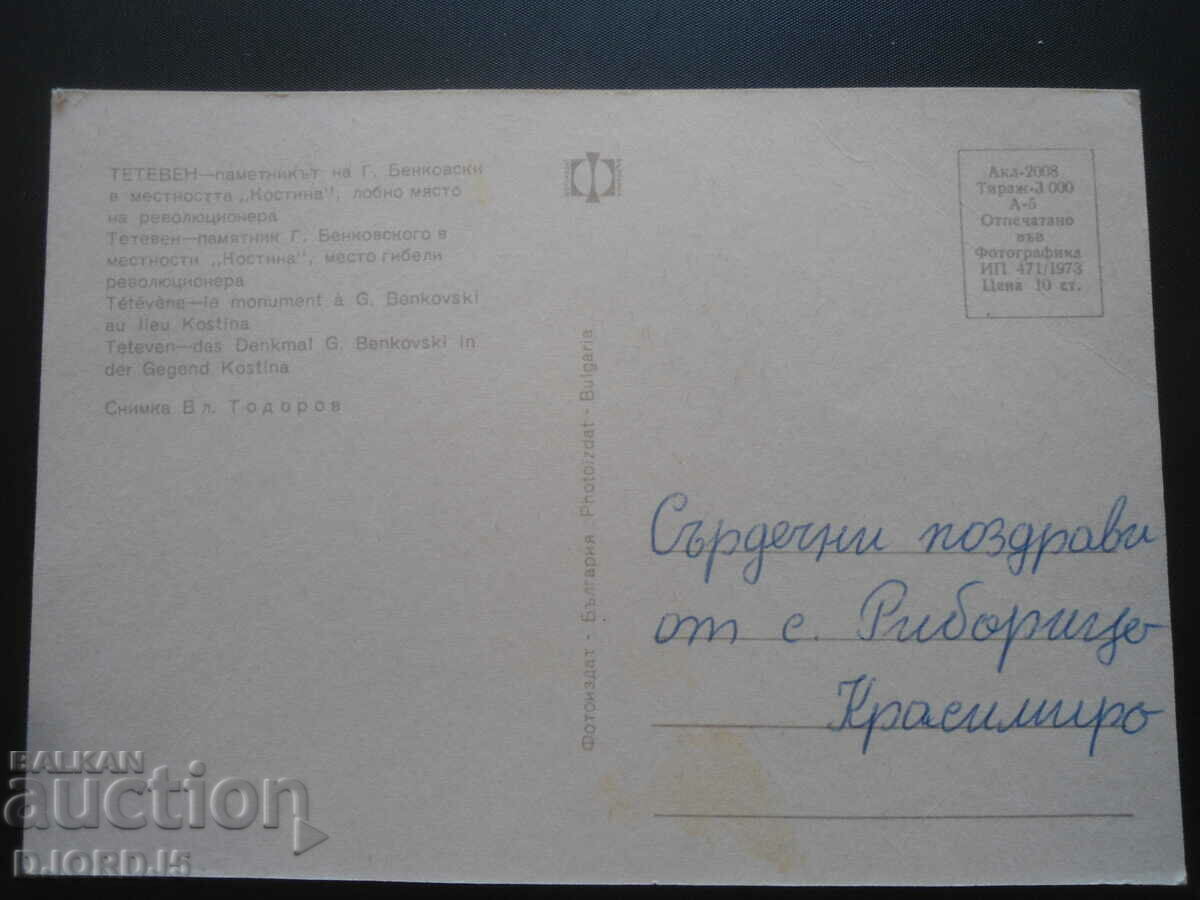 ТЕТЕВЕН—паметникът на Г. Бенковски
в местността „Костина", лобно място
на революционера
Тетевен—памятник Г. Бенковского в
местности „Костина", место гибели
революционера
Tétévène—le monument à G. Benkovski
au lieu Kostina
Teteven—das Denkmal G. Benkovski in
der Gegend Kostina
Снимка Вл. Тодоров
Фотоиздат - България Photoizdat - Bulgaria
Акл-2008
Тираж-3 000
А-5
Отпечатано
във
Фотографика
ИП 471/1973
Цена 10 ст.
Сърдечни поздрави
от с. Рибарица
Красимира
BALKAN
auction
DJORDJ5